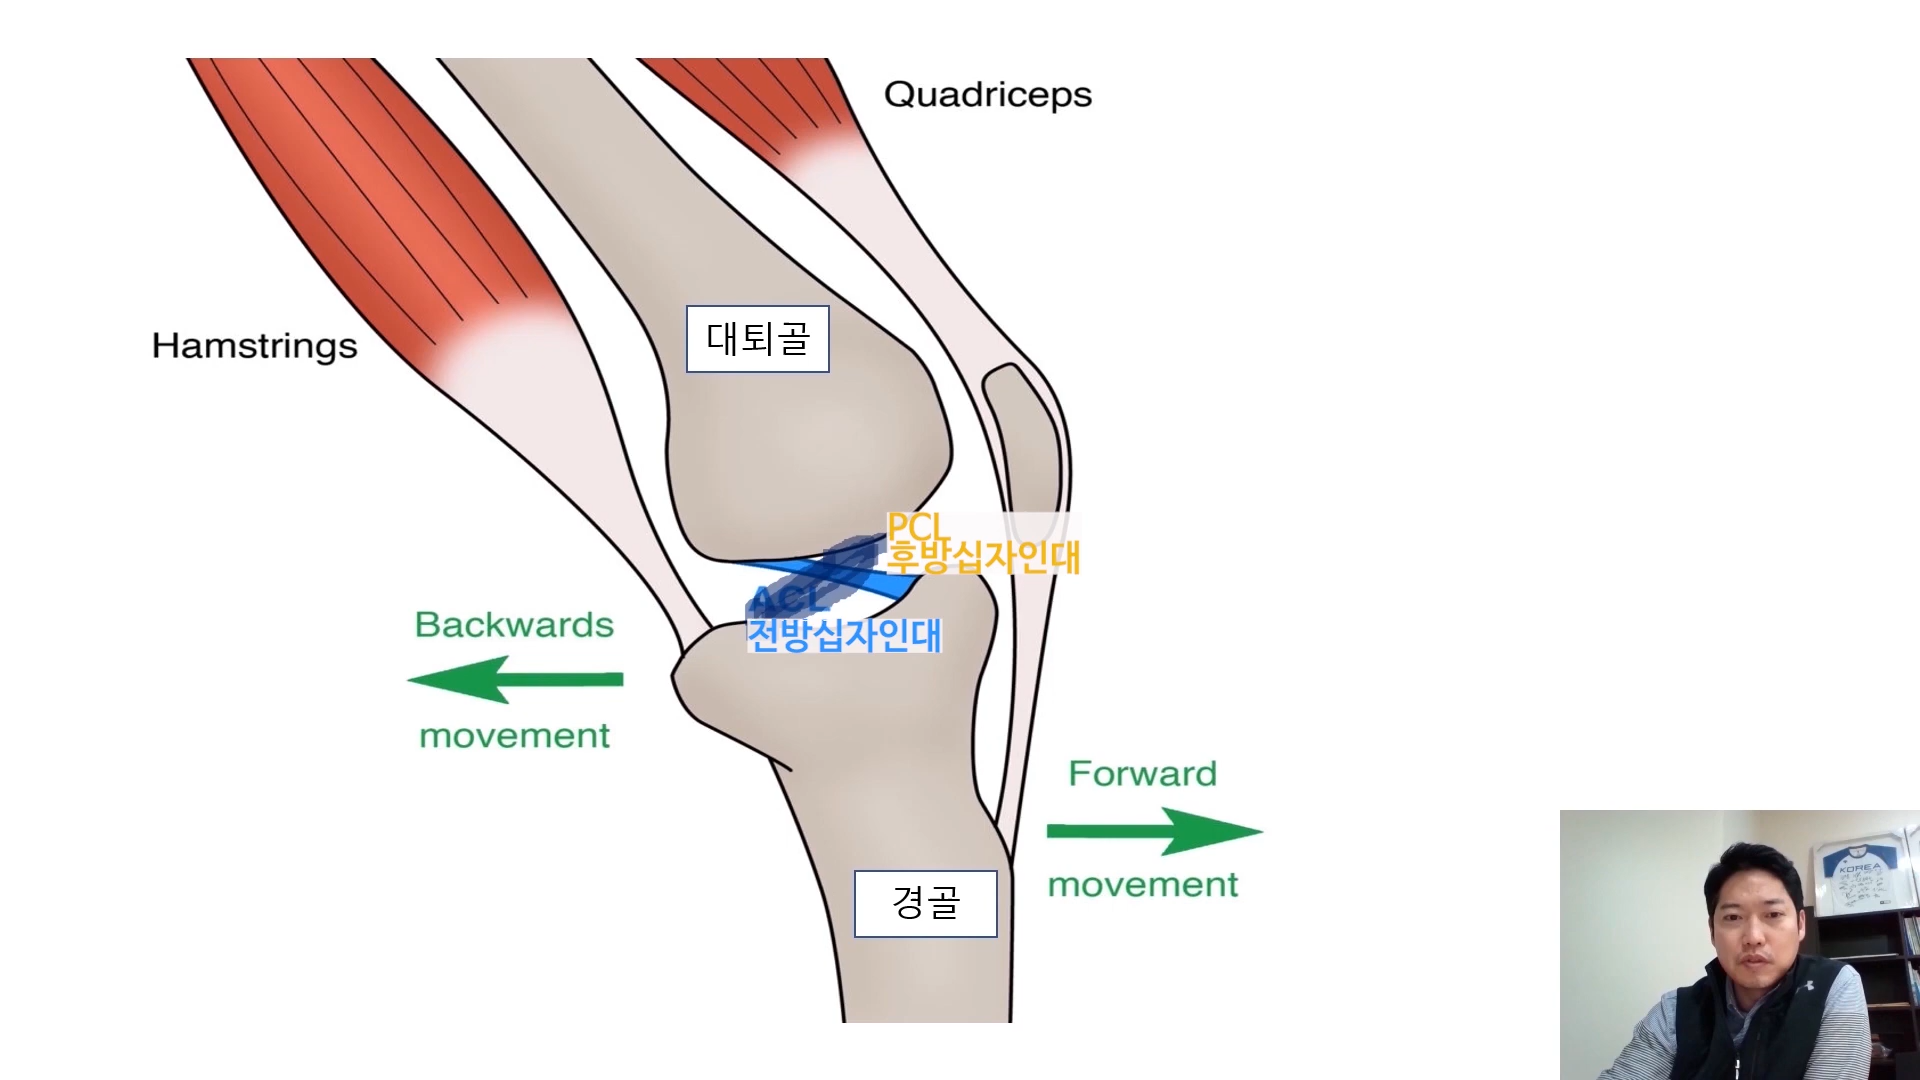 Quadriceps
대퇴골
Hamstrings
PCL
후방십자인대
ACL
전방십자인대
Backwards
movement
Forward
movement
경골
KOREA